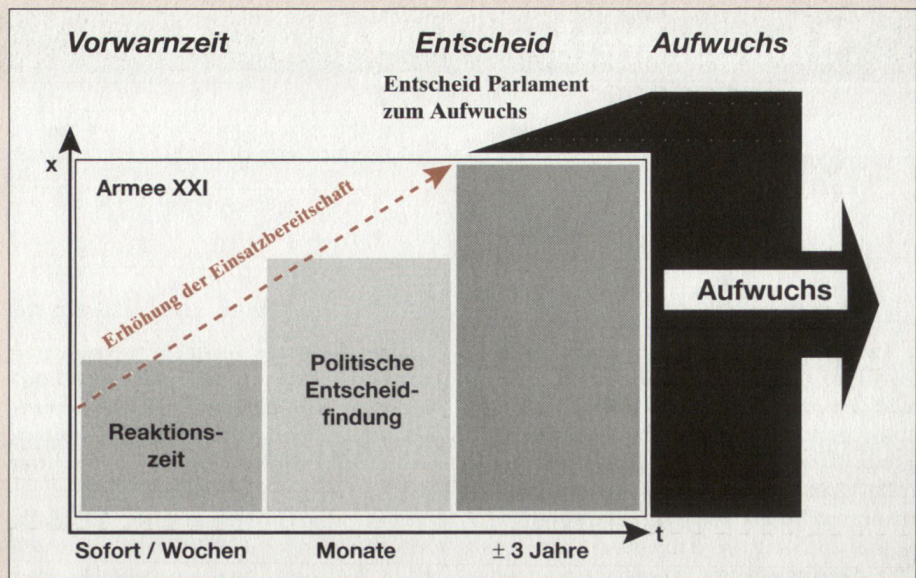 Vorwarnzeit Entscheid Aufwuchs
Entscheid Parlament
zum Aufwuchs
x
Armee XXI
Erhöhung der Einsatzbereitschaft
Aufwuchs
Politische
Entscheid-
findung
Reaktions-
zeit
t
Sofort / Wochen Monate ± 3 Jahre